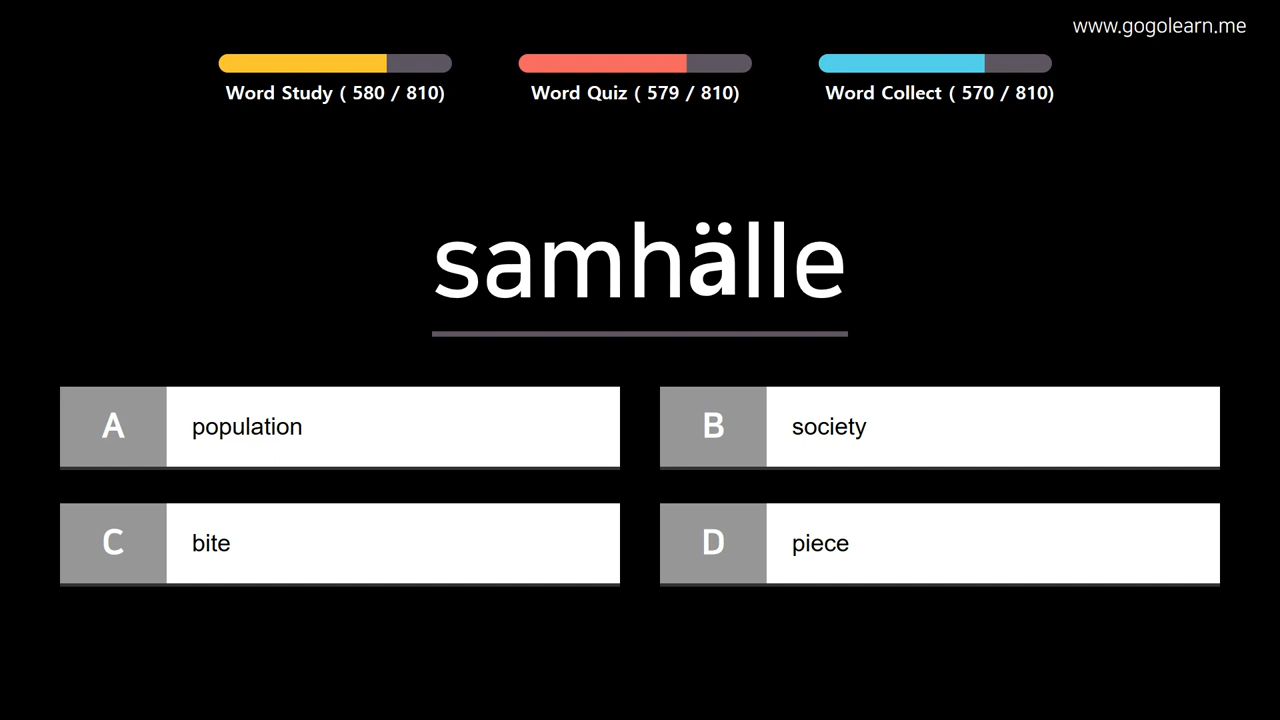 www.gogolearn.me
Word Study ( 580 / 810)
Word Quiz ( 579 / 810)
Word Collect ( 570 / 810)
samhälle
A population
B society
C bite
D piece